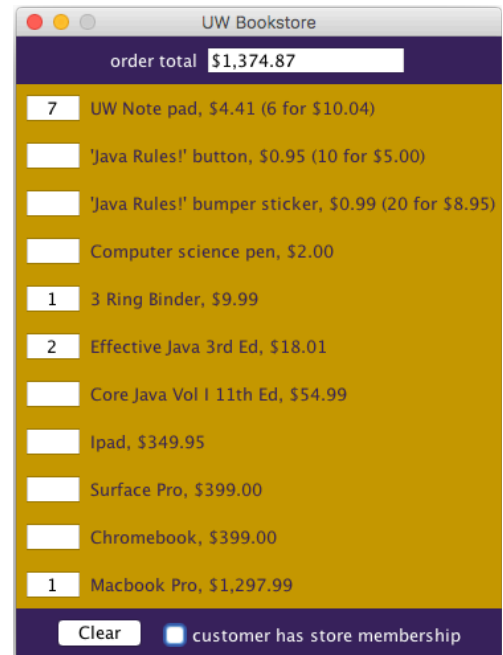 UW Bookstore
order total $1,374.87
7 UW Note pad, $4.41 (6 for $10.04)
'Java Rules!' button, $0.95 (10 for $5.00)
'Java Rules!' bumper sticker, $0.99 (20 for $8.95)
Computer science pen, $2.00
1 3 Ring Binder, $9.99
2 Effective Java 3rd Ed, $18.01
Core Java Vol I 11th Ed, $54.99
Ipad, $349.95
Surface Pro, $399.00
Chromebook, $399.00
1 Macbook Pro, $1,297.99
Clear customer has store membership